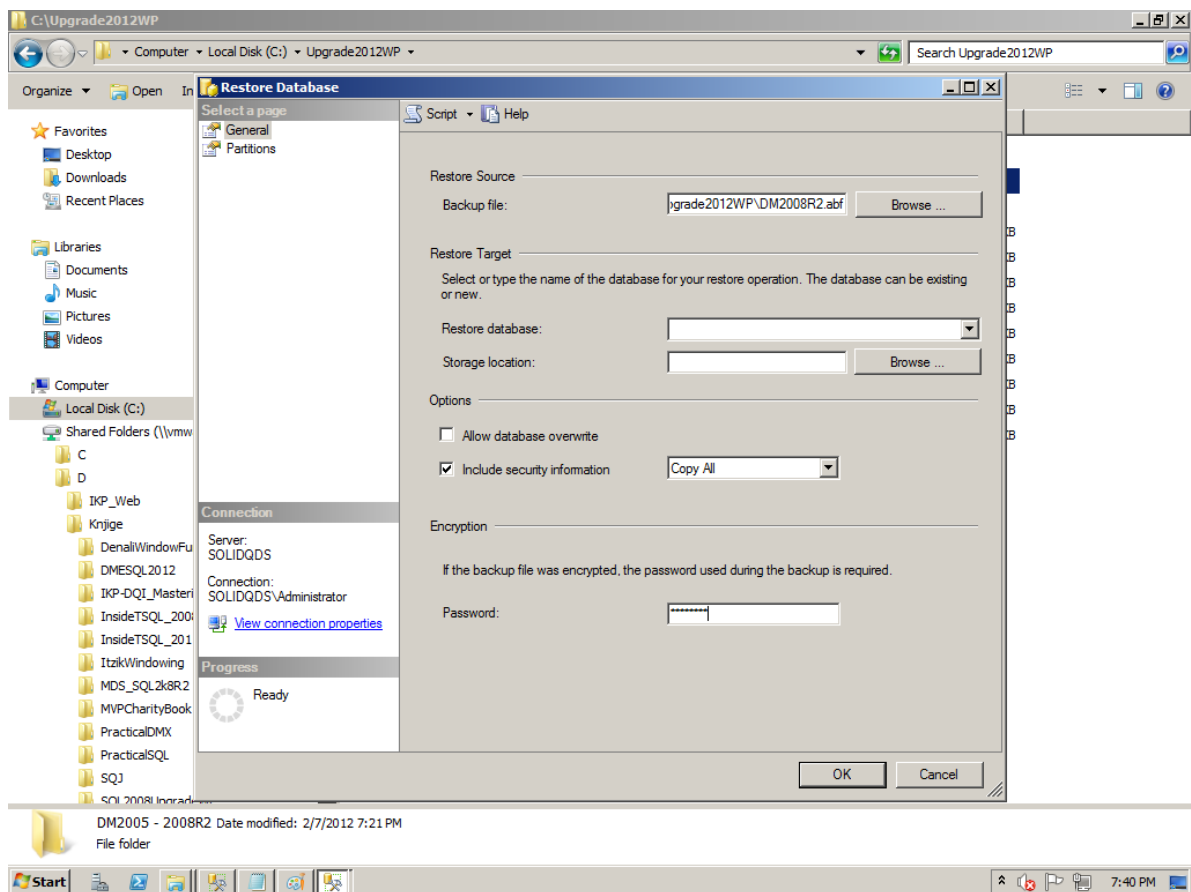 C:\Upgrade2012WP
Computer Local Disk (C:) Upgrade2012WP
Search Upgrade2012WP
Organize
Open
In
Favorites
Desktop
Downloads
Recent Places
Libraries
Documents
Music
Pictures
Videos
Computer
Local Disk (C:)
Shared Folders (\\vmw
C
D
IKP_Web
Knjige
DenaliWindowFu
DMESQL2012
IKP-DQI_Masteri
InsideTSQL_200
InsideTSQL_201
ItzikWindowing
MDS_SQL2k8R2
MVPCharityBook
PracticalDMX
PracticalSQL
SQJ
Restore Database
Select a page
General
Partitions
Script
Help
Restore Source
Backup file:
grade2012WP\DM2008R2.abf
Browse ...
Restore Target
Select or type the name of the database for your restore operation. The database can be existing
or new.
Restore database:
Storage location:
Browse ...
Options
Allow database overwrite
Include security information
Copy All
Encryption
If the backup file was encrypted, the password used during the backup is required.
Password:
********
Connection
Server:
SOLIDQDS
Connection:
SOLIDQDS\Administrator
View connection properties
Progress
Ready
OK
Cancel
DM2005 - 2008R2 Date modified: 2/7/2012 7:21 PM
File folder
Start
7:40 PM